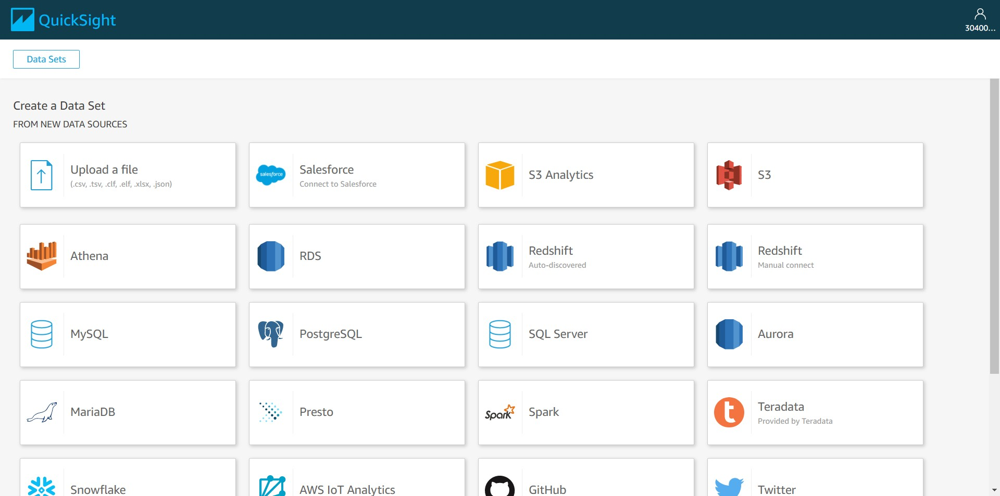 QuickSight
30400...
Data Sets
Create a Data Set
FROM NEW DATA SOURCES
Upload a file
(.csv, .tsv, .clf, .elf, .xlsx, .json)
salesforce
Salesforce
Connect to Salesforce
S3 Analytics
S3
Athena
RDS
Redshift
Auto-discovered
Redshift
Manual connect
MySQL
PostgreSQL
SQL Server
Aurora
MariaDB
Presto
Spark
Spark
t
Teradata
Provided by Teradata
Snowflake
AWS IoT Analytics
GitHub
Twitter